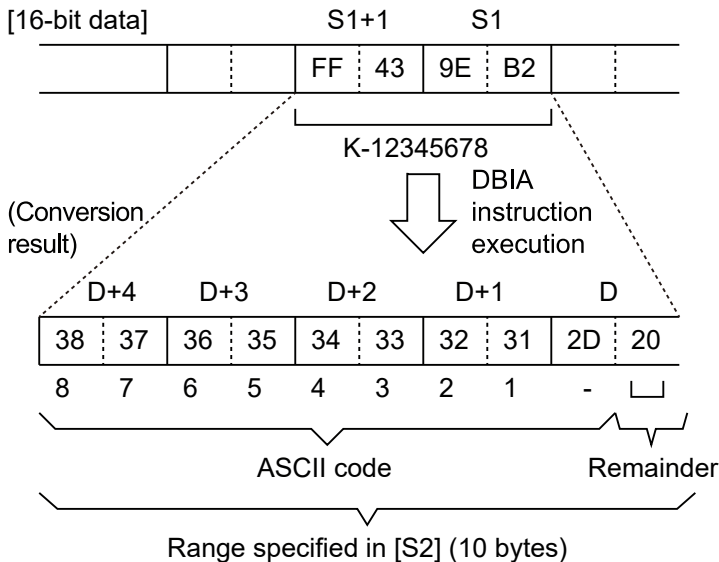 [16-bit data] S1+1 S1
FF 43 9E B2
K-12345678
DBIA
instruction
execution
(Conversion
result)
D+4 D+3 D+2 D+1 D
38 37 36 35 34 33 32 31 2D 20
8 7 6 5 4 3 2 1 -
ASCII code Remainder
Range specified in [S2] (10 bytes)